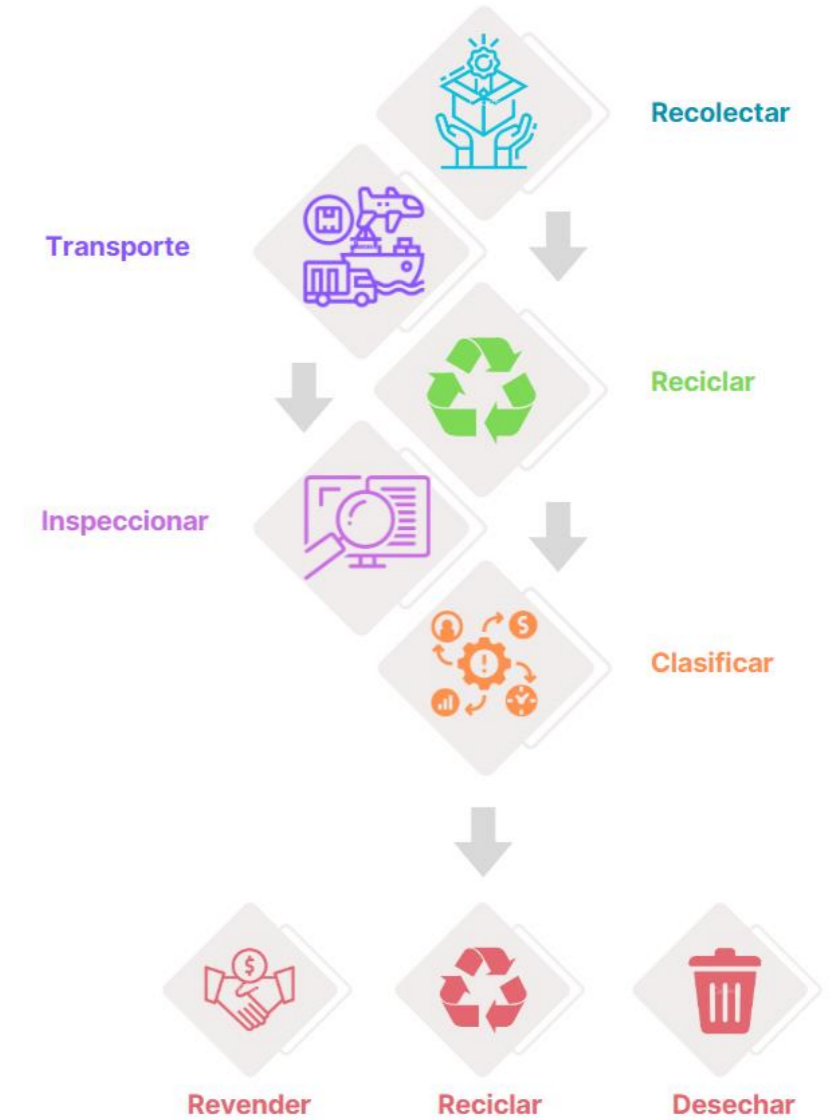 Recolectar
Transporte
Reciclar
Inspeccionar
Clasificar
Revender
Reciclar
Desechar